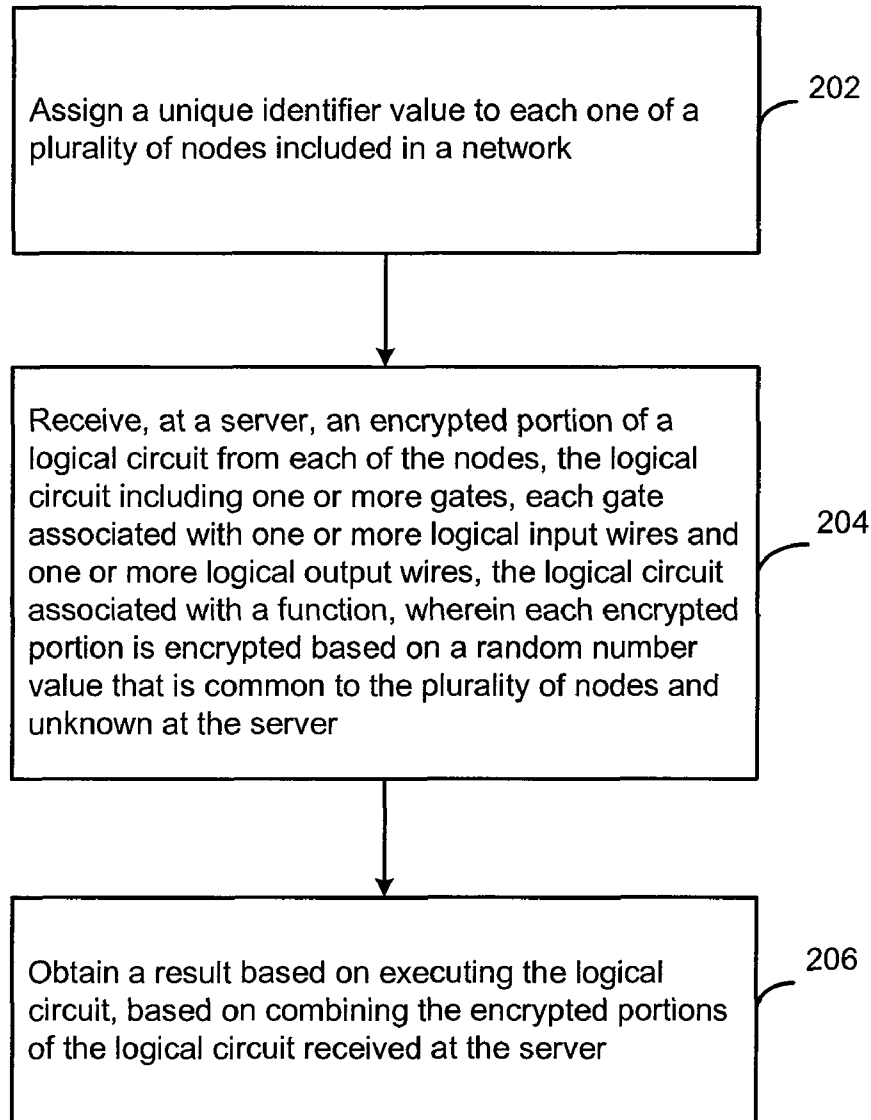 Assign a unique identifier value to each one of a
plurality of nodes included in a network
202
Receive, at a server, an encrypted portion of a
logical circuit from each of the nodes, the logical
circuit including one or more gates, each gate
associated with one or more logical input wires and
one or more logical output wires, the logical circuit
associated with a function, wherein each encrypted
portion is encrypted based on a random number
value that is common to the plurality of nodes and
unknown at the server
204
Obtain a result based on executing the logical
circuit, based on combining the encrypted portions
of the logical circuit received at the server
206